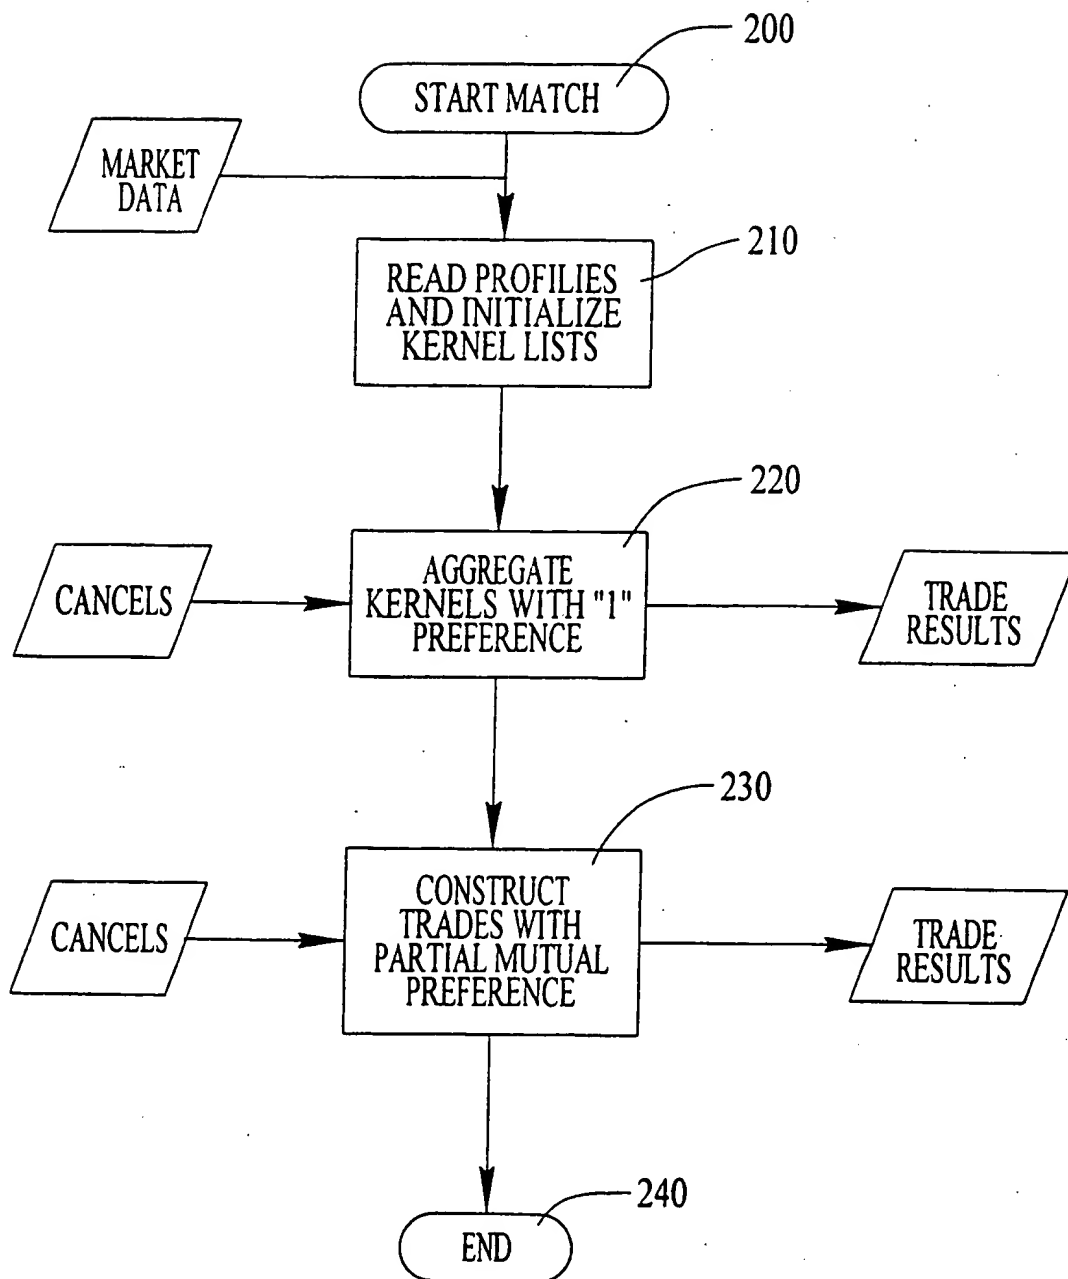 200
START MATCH
MARKET
DATA
210
READ PROFILIES
AND INITIALIZE
KERNEL LISTS
220
CANCELS
AGGREGATE
KERNELS WITH "1"
PREFERENCE
TRADE
RESULTS
230
CANCELS
CONSTRUCT
TRADES WITH
PARTIAL MUTUAL
PREFERENCE
TRADE
RESULTS
240
END